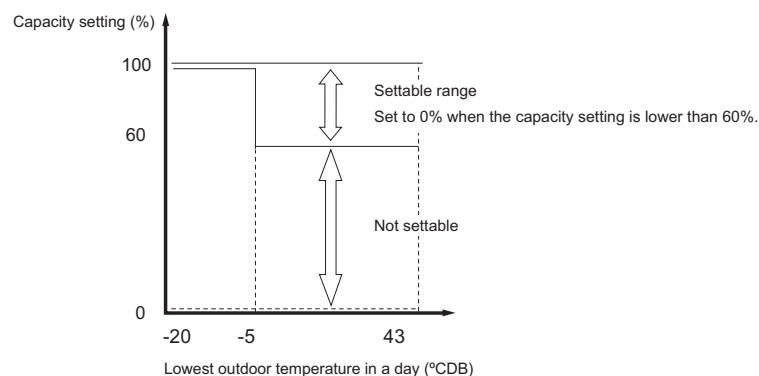 Capacity setting (%)
100
Settable range
Set to 0% when the capacity setting is lower than 60%.
60
Not settable
0
-20 -5 43
Lowest outdoor temperature in a day (ºCDB)